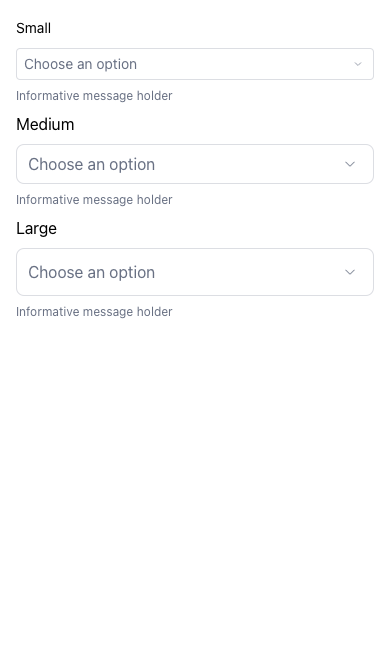 Small
Choose an option
Informative message holder
Medium
Choose an option
Informative message holder
Large
Choose an option
Informative message holder